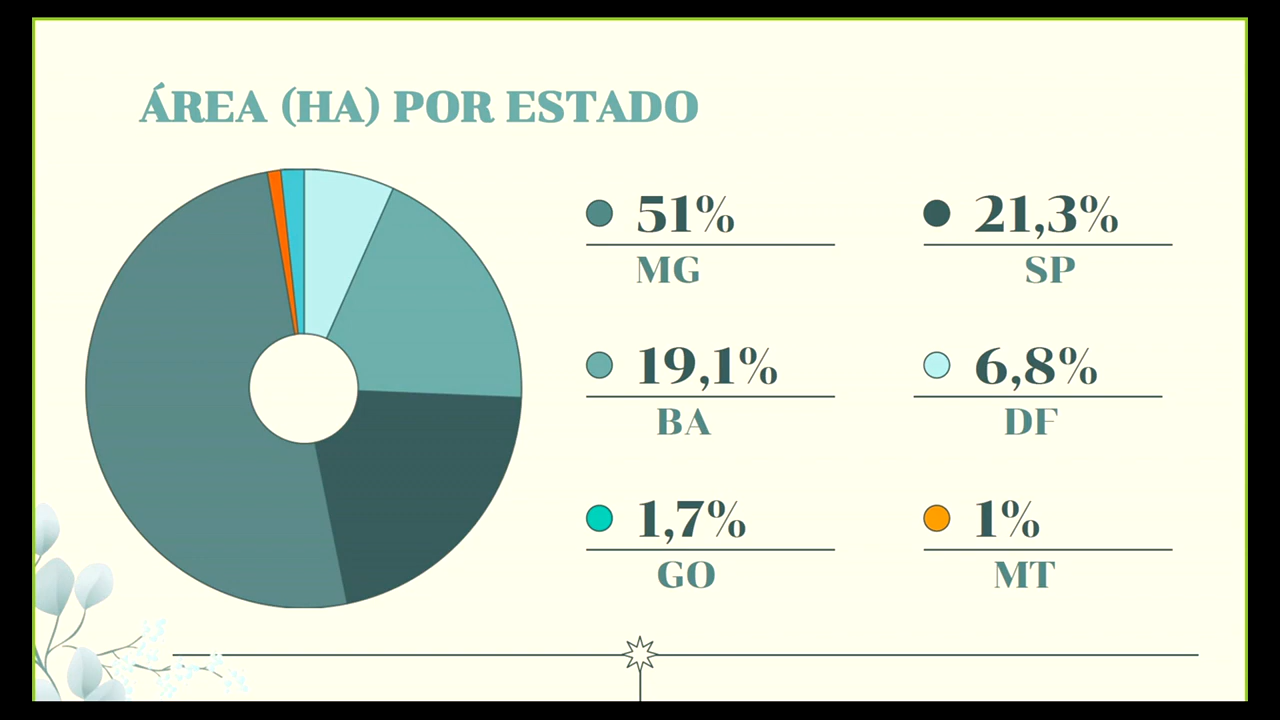 ÁREA (HA) POR ESTADO
51%
MG
21,3%
SP
19,1%
BA
6,8%
DF
1,7%
GO
1%
MT